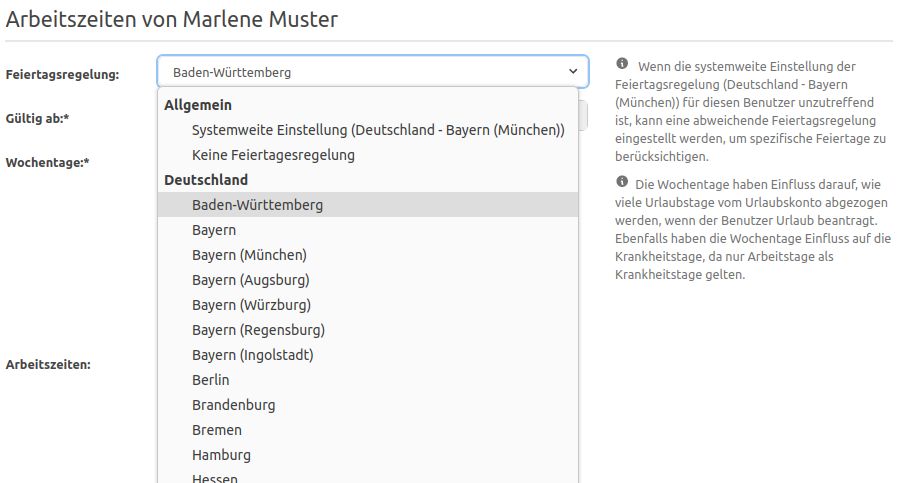 Arbeitszeiten von Marlene Muster
Feiertagsregelung:
Baden-Württemberg
Allgemein
Systemweite Einstellung (Deutschland - Bayern (München))
Keine Feiertagesregelung
Deutschland
Baden-Württemberg
Bayern
Bayern (München)
Bayern (Augsburg)
Bayern (Würzburg)
Bayern (Regensburg)
Bayern (Ingolstadt)
Berlin
Brandenburg
Bremen
Hamburg
Hessen
Gültig ab:*
Wochentage:*
Arbeitszeiten:
Wenn die systemweite Einstellung der
Feiertagsregelung (Deutschland - Bayern
(München)) für diesen Benutzer unzutreffend
ist, kann eine abweichende Feiertagsregelung
eingestellt werden, um spezifische Feiertage zu
berücksichtigen.
Die Wochentage haben Einfluss darauf, wie
viele Urlaubstage vom Urlaubskonto abgezogen
werden, wenn der Benutzer Urlaub beantragt.
Ebenfalls haben die Wochentage Einfluss auf die
Krankheitstage, da nur Arbeitstage als
Krankheitstage gelten.